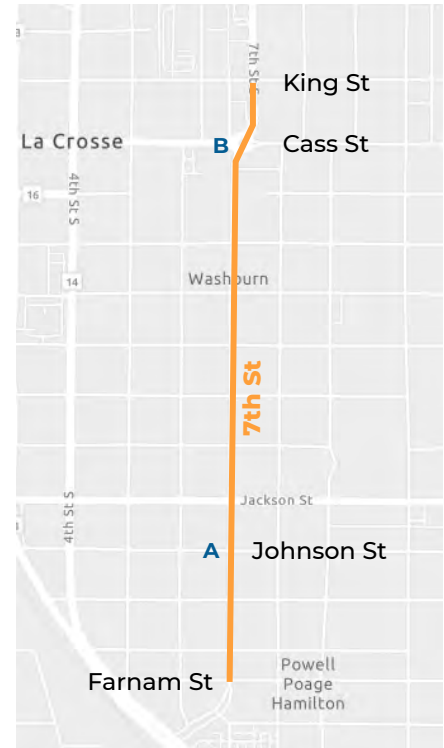 7th St S
King St
La Crosse
B
Cass St
4th St S
16
14
Washburn
7th St
Jackson St
4th St S
A
Johnson St
Farnam St
Powell
Poage
Hamilton